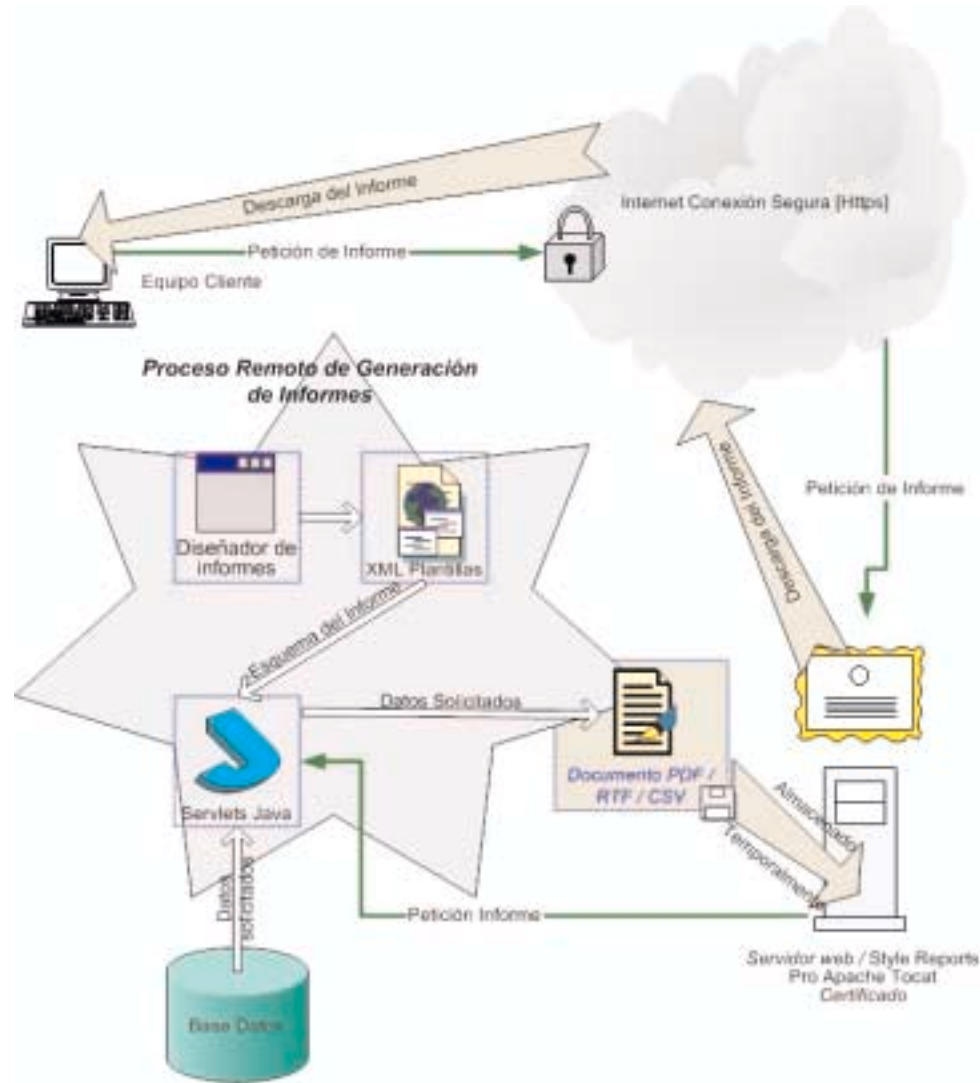 Descarga del Informe
Internet Conexión Segura [Https]
Petición de Informe
Equipo Cliente
Proceso Remoto de Generación
de Informes
Petición de Informe
Descarga del Informe
Diseñador de
informes
XML Plantillas
Esquema del Informe
Datos Solicitados
Documento PDF /
RTF / CSV
Servlets Java
Almacenado
Temporalmente
Datos
solicitados
Petición Informe
Servidor web / Style Reports
Pro Apache Tocat
Certificado
Base Datos